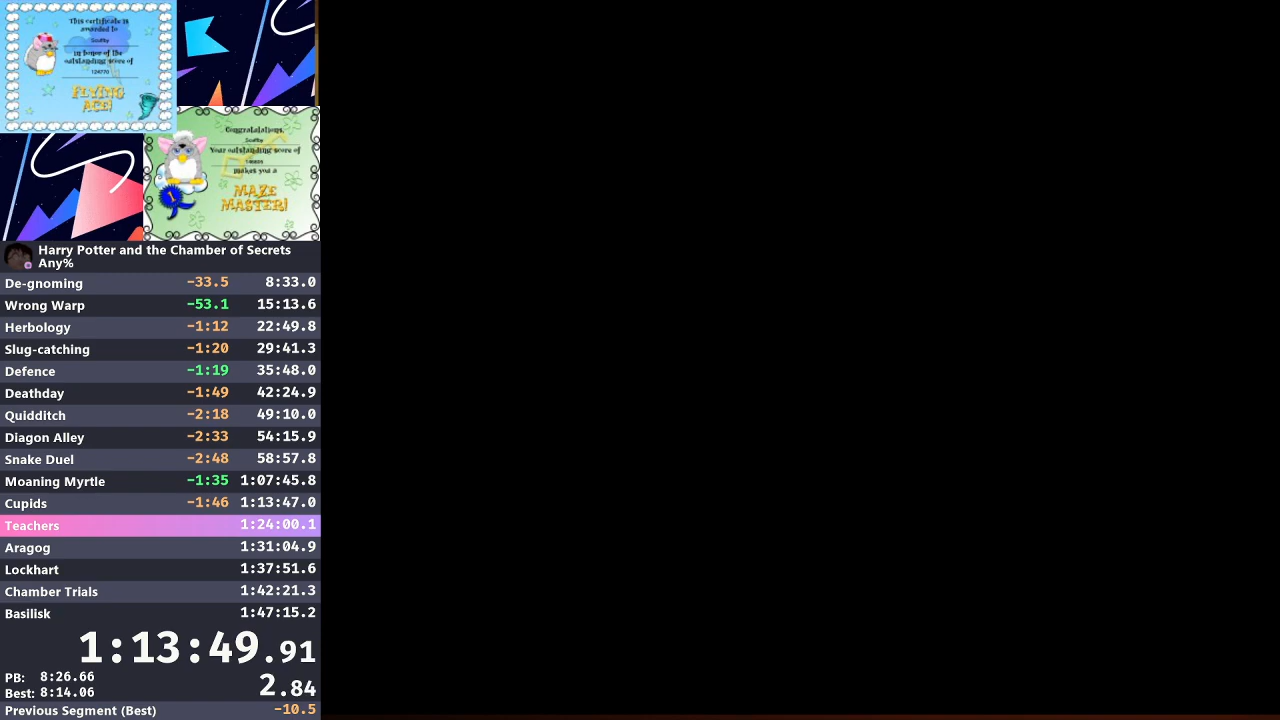 This certificate is
awarded to
Scuffby
in honor of the
outstanding score of
124770
FLYING
ACE!
Congratulations,
Scuffby
Your outstanding score of
makes you a
MAZE
MASTER!
Harry Potter and the Chamber of Secrets
Any%
De-gnoming -33.5 8:33.0
Wrong Warp -53.1 15:13.6
Herbology -1:12 22:49.8
Slug-catching -1:20 29:41.3
Defence -1:19 35:48.0
Deathday -1:49 42:24.9
Quidditch -2:18 49:10.0
Diagon Alley -2:33 54:15.9
Snake Duel -2:48 58:57.8
Moaning Myrtle -1:35 1:07:45.8
Cupids -1:46 1:13:47.0
Teachers 1:24:00.1
Aragog 1:31:04.9
Lockhart 1:37:51.6
Chamber Trials 1:42:21.3
Basilisk 1:47:15.2
1:13:49.91
PB: 8:26.66
Best: 8:14.06
2.84
Previous Segment (Best) -10.5